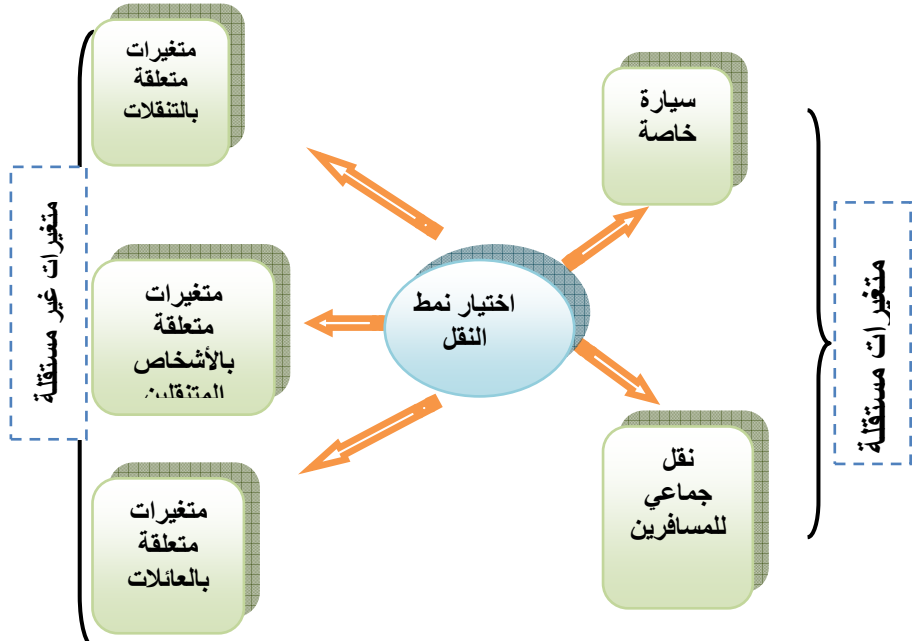 متغيرات مستقلة
سيارة
خاصة
نقل
جماعي
للمسافرين
اختيار نمط
النقل
متغيرات
متعلقة
بالتنقلات
متغيرات
متعلقة
بالأشخاص
المتنقلين
متغيرات
متعلقة
بالعائلات
متغيرات غير مستقلة